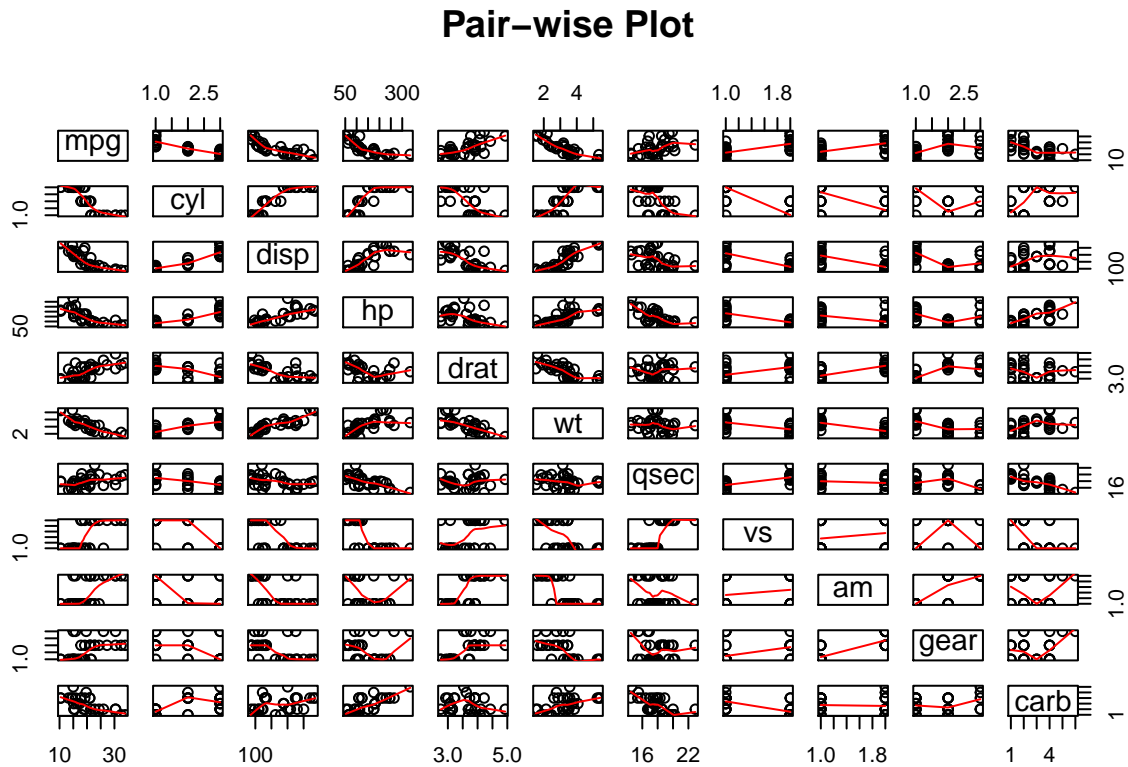 Pair−wise Plot
1.0 2.5 50 300 2 4 1.0 1.8 1.0 2.5
mpg 10
1.0 cyl
disp 100
50 hp
drat 3.0
2 wt
qsec 16
1.0 vs
am 1.0
1.0 gear
carb 1
10 30 100 3.0 5.0 16 22 1.0 1.8 1 4